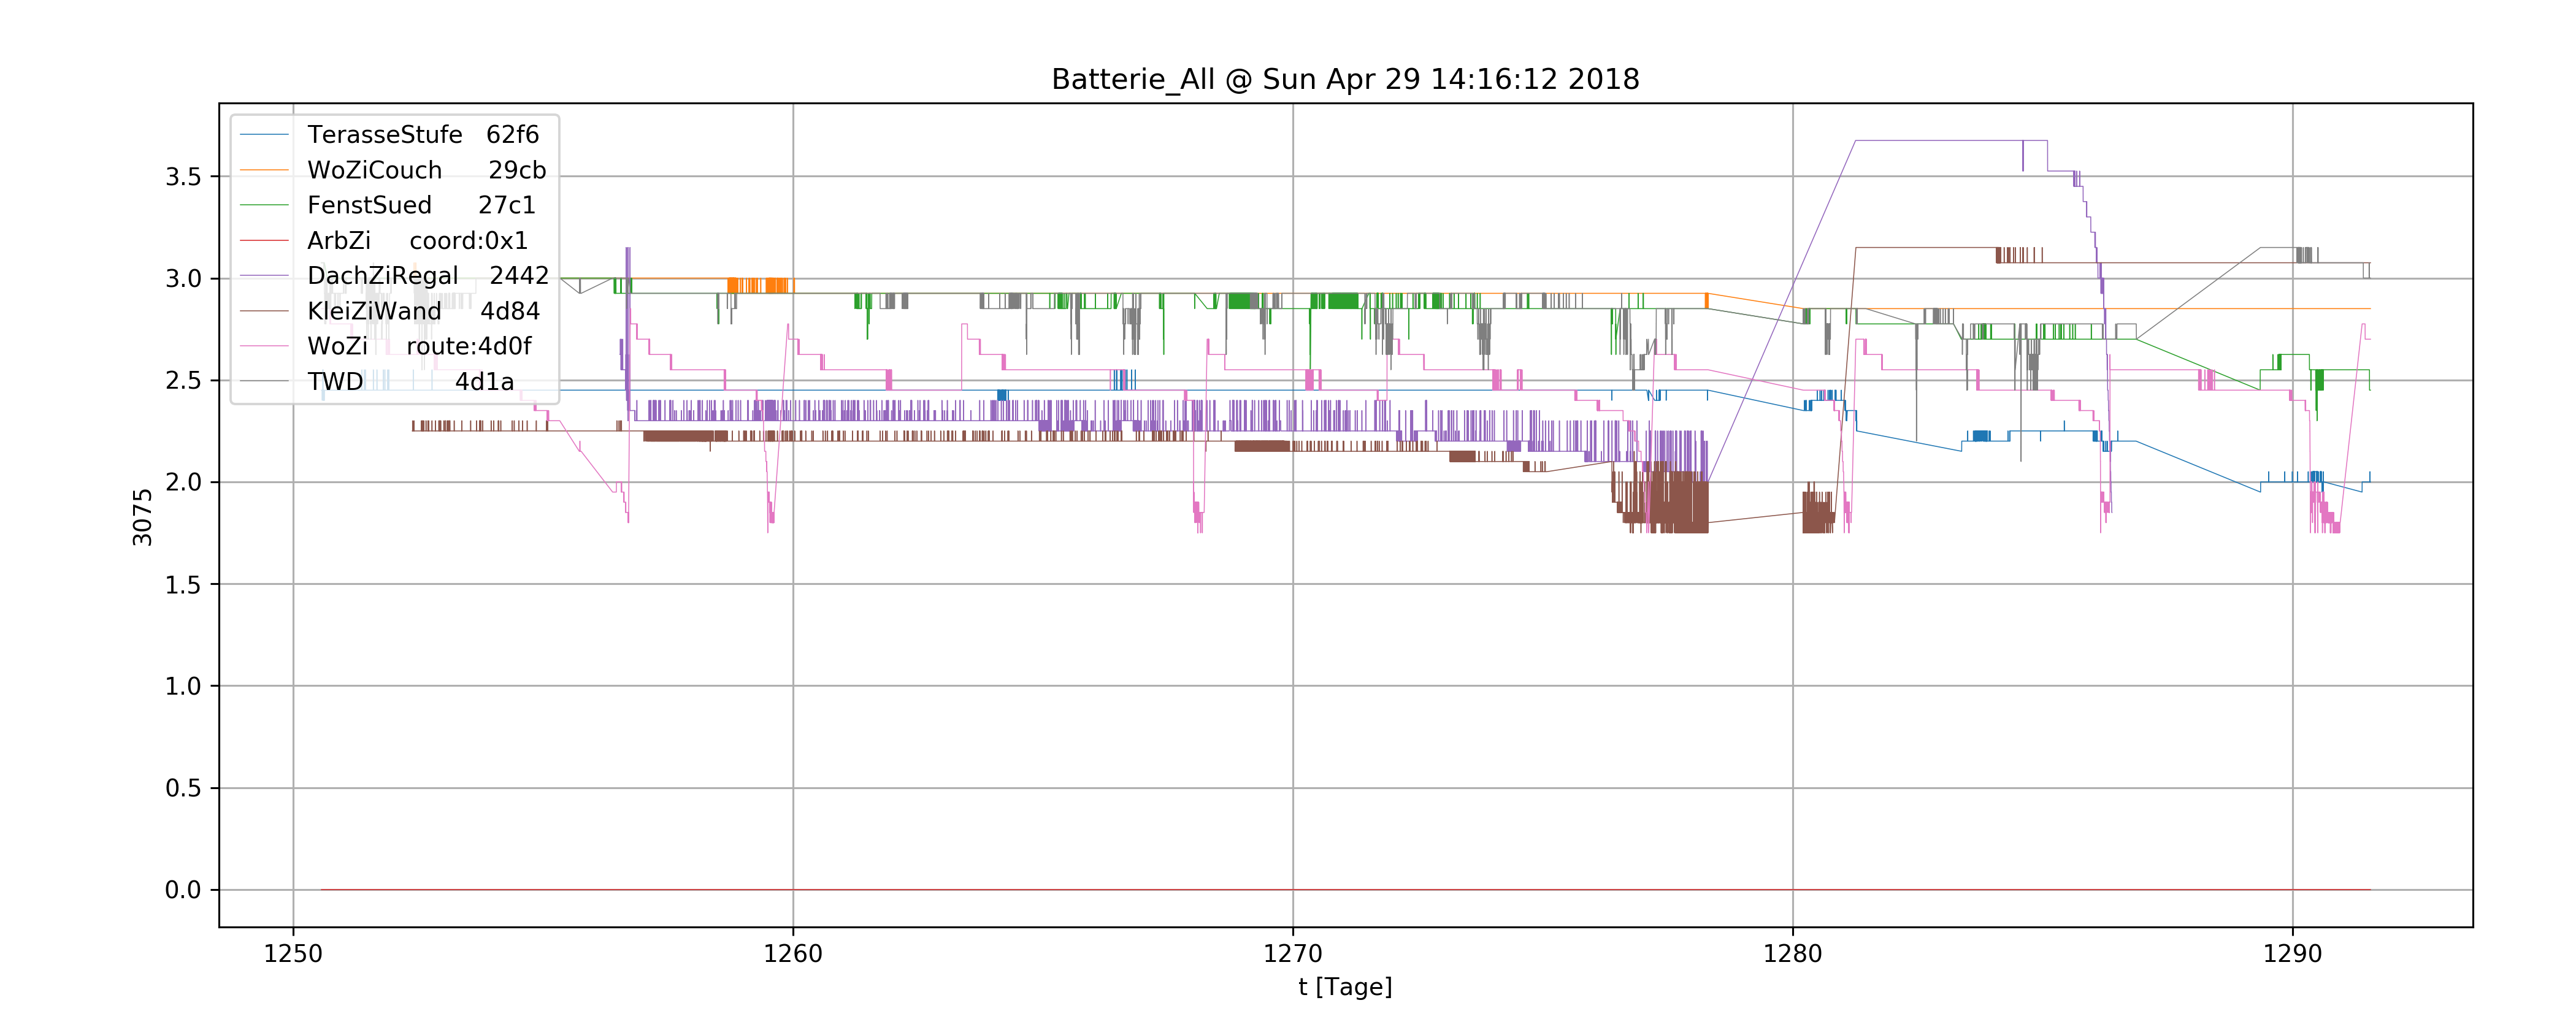 Batterie_All @ Sun Apr 29 14:16:12 2018
TerasseStufe 62f6
WoZiCouch 29cb
FenstSued 27c1
ArbZi coord:0x1
DachZiRegal 2442
KleiZiWand 4d84
WoZi route:4d0f
TWD 4d1a
3.5
3.0
2.5
2.0
1.5
1.0
0.5
0.0
3075
1250 1260 1270 1280 1290
t [Tage]